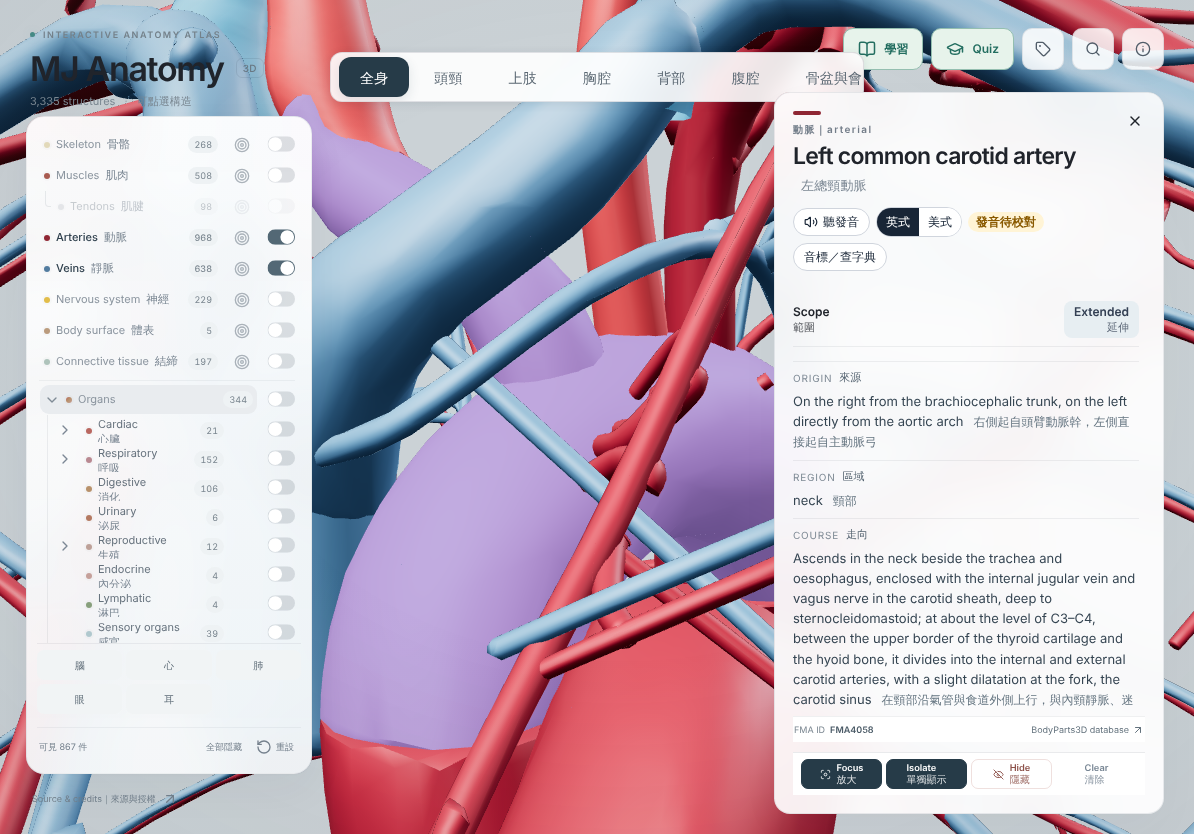 INTERACTIVE ANATOMY ATLAS
MJ Anatomy
3D
3,335 structures
點選構造
全身
頭頸
上肢
胸腔
背部
腹腔
骨盆與會
學習
Quiz
Skeleton 骨骼 268
Muscles 肌肉 508
Tendons 肌腱 98
Arteries 動脈 968
Veins 靜脈 638
Nervous system 神經 229
Body surface 體表 5
Connective tissue 結締 197
Organs 344
Cardiac 21
心臟
Respiratory 152
呼吸
Digestive 106
消化
Urinary 6
泌尿
Reproductive 12
生殖
Endocrine 4
內分泌
Lymphatic 4
淋巴
Sensory organs 39
感官
腦 心 肺
眼 耳
可見 867 件 全部隱藏 重設
Source & credits | 來源與授權
動脈 | arterial
Left common carotid artery
左總頸動脈
聽發音 英式 美式 發音待校對
音標／查字典
Scope
範圍
Extended
延伸
ORIGIN 來源
On the right from the brachiocephalic trunk, on the left
directly from the aortic arch 右側起自頭臂動脈幹，左側直
接起自主動脈弓
REGION 區域
neck 頸部
COURSE 走向
Ascends in the neck beside the trachea and
oesophagus, enclosed with the internal jugular vein and
vagus nerve in the carotid sheath, deep to
sternocleidomastoid; at about the level of C3–C4,
between the upper border of the thyroid cartilage and
the hyoid bone, it divides into the internal and external
carotid arteries, with a slight dilatation at the fork, the
carotid sinus 在頸部沿氣管與食道外側上行，與內頸靜脈、迷
FMA ID FMA4058
BodyParts3D database
Focus
放大
Isolate
單獨顯示
Hide
隱藏
Clear
清除